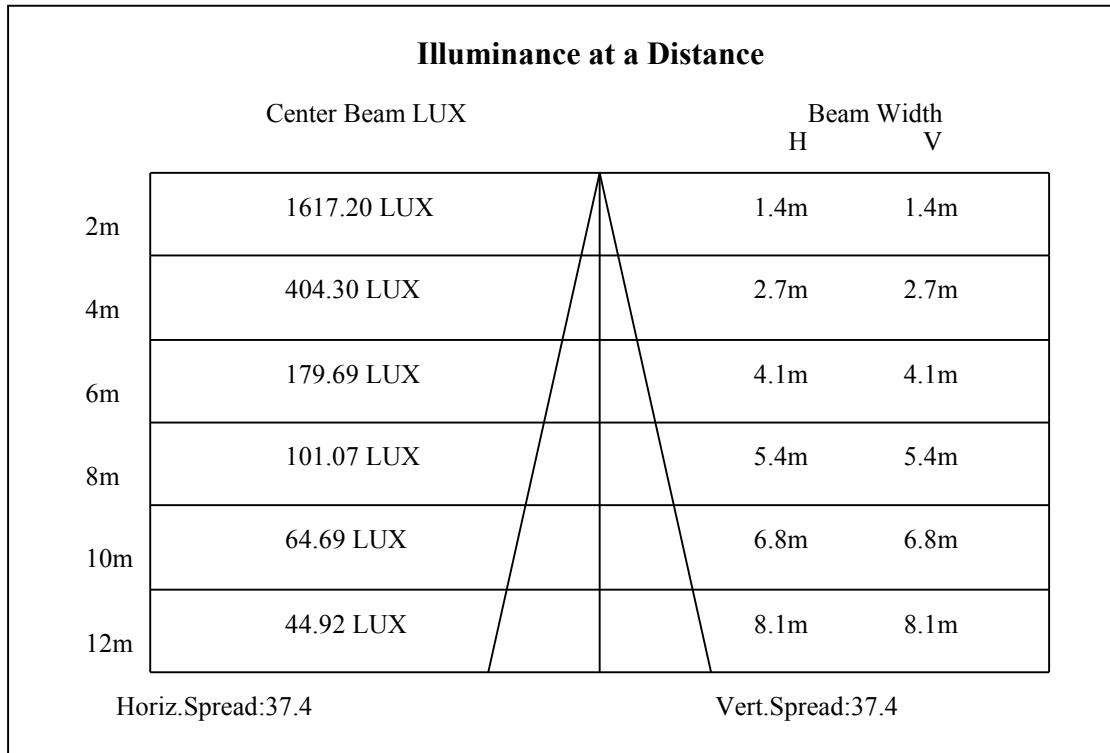 Illuminance at a Distance
Center Beam LUX Beam Width
H V
2m 1617.20 LUX 1.4m 1.4m
4m 404.30 LUX 2.7m 2.7m
6m 179.69 LUX 4.1m 4.1m
8m 101.07 LUX 5.4m 5.4m
10m 64.69 LUX 6.8m 6.8m
12m 44.92 LUX 8.1m 8.1m
Horiz.Spread:37.4 Vert.Spread:37.4